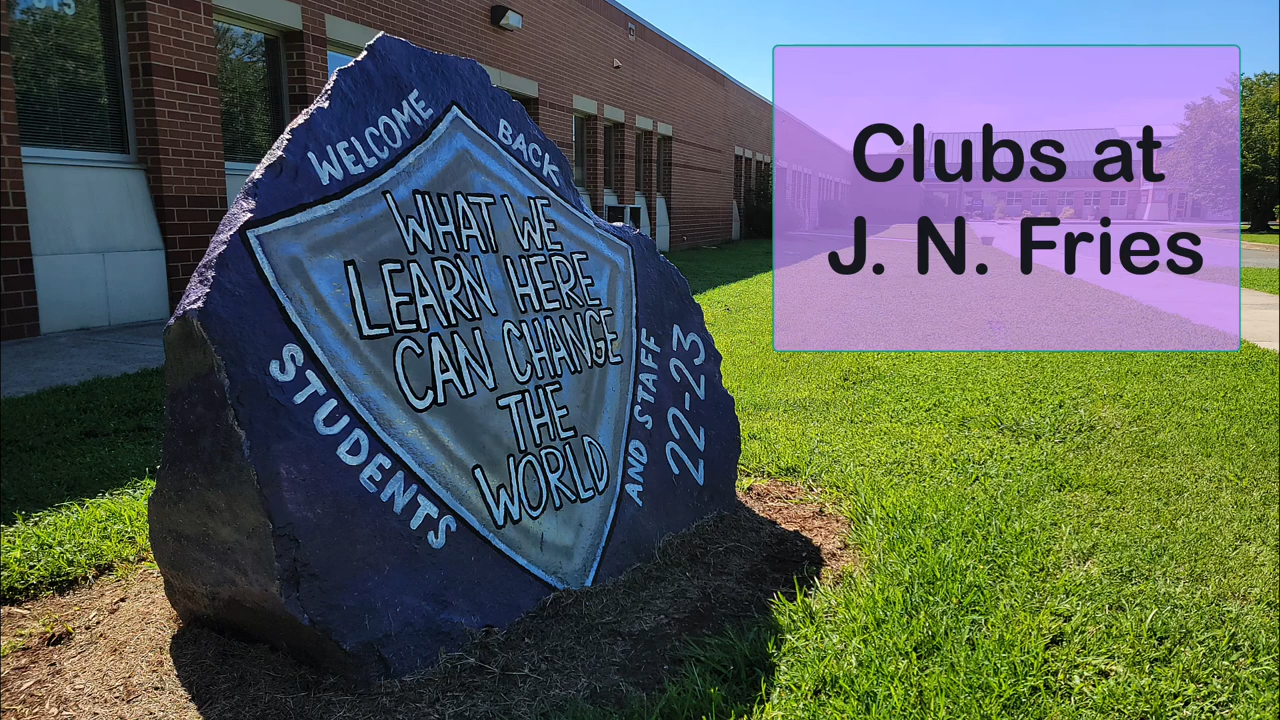 WELCOME BACK
WHAT WE
LEARN HERE
CAN CHANGE
THE
WORLD
STUDENTS
AND STAFF
22-23
Clubs at
J. N. Fries